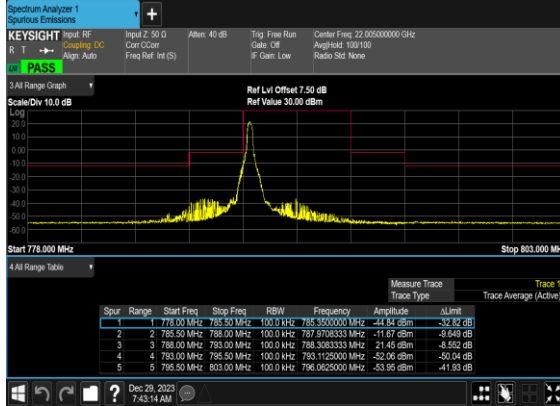 Spectrum Analyzer 1
Spurious Emissions
KEYSIGHT Input: RF Input Z: 50 Ω Atten: 40 dB Trig: Free Run Center Freq: 22.005000000 GHz
R T Coupling: DC Corr CCorr Gate: Off Avg|Hold: 100/100
Align: Auto Freq Ref: Int (S) IF Gain: Low Radio Std: None
PASS
3 All Range Graph Ref Lvl Offset 7.50 dB
Scale/Div 10.0 dB Ref Value 30.00 dBm
Log
20.0
10.0
0.00
-10.0
-20.0
-30.0
-40.0
-50.0
-60.0
Start 778.000 MHz Stop 803.000 MH
4 All Range Table
Measure Trace Trace 1
Trace Type Trace Average (Active)
Spur Range Start Freq Stop Freq RBW Frequency Amplitude ΔLimit
1 1 778.00 MHz 785.50 MHz 100.0 kHz 785.3500000 MHz -44.84 dBm -32.82 dB
2 2 785.50 MHz 788.00 MHz 100.0 kHz 787.9708333 MHz -11.67 dBm -9.649 dB
3 3 788.00 MHz 793.00 MHz 100.0 kHz 788.3083333 MHz 21.45 dBm -8.552 dB
4 4 793.00 MHz 795.50 MHz 100.0 kHz 793.1125000 MHz -52.06 dBm -50.04 dB
5 5 795.50 MHz 803.00 MHz 100.0 kHz 796.0625000 MHz -53.95 dBm -41.93 dB
Dec 29, 2023
7:43:14 AM